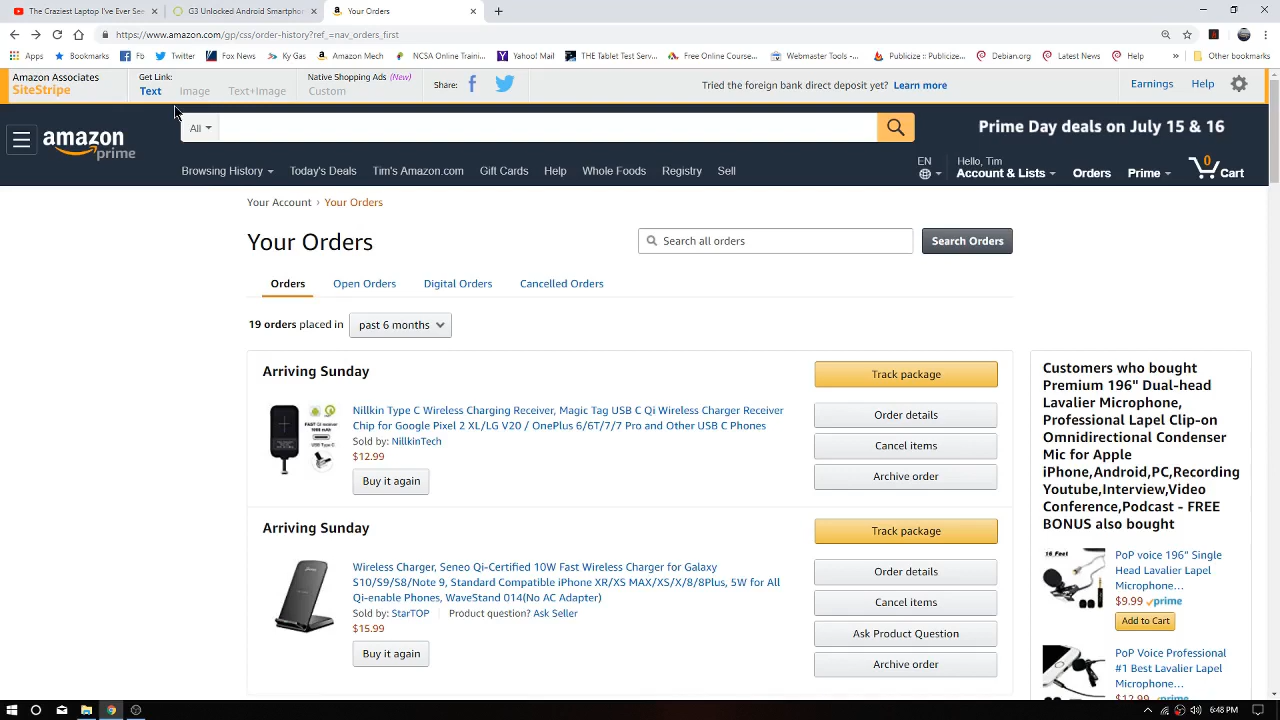 The Craziest Laptop I've Ever See
G3 Unlocked Android Smartpho
Your Orders
https://www.amazon.com/gp/css/order-history?ref_=nav_orders_first
Apps
Bookmarks
Fb
Twitter
Fox News
Ky Gas
Amazon Mech
NCSA Online Training...
Yahoo! Mail
THE Tablet Test Serv...
Free Online Course...
Webmaster Tools ...
Publicize :: Publicize...
Debian.org
Latest News
Help
»
Other bookmarks
Amazon Associates
SiteStripe
Get Link:
Text
Image
Text+Image
Native Shopping Ads (New)
Custom
Share:
Tried the foreign bank direct deposit yet? Learn more
Earnings
Help
amazon
prime
All
Prime Day deals on July 15 & 16
Browsing History
Today's Deals
Tim's Amazon.com
Gift Cards
Help
Whole Foods
Registry
Sell
EN
Hello, Tim
Account & Lists
Orders
Prime
0
Cart
Your Account › Your Orders
Your Orders
Search all orders
Search Orders
Orders
Open Orders
Digital Orders
Cancelled Orders
19 orders placed in
past 6 months
Arriving Sunday
Nillkin Type C Wireless Charging Receiver, Magic Tag USB C Qi Wireless Charger Receiver
Chip for Google Pixel 2 XL/LG V20 / OnePlus 6/6T/7/7 Pro and Other USB C Phones
Sold by: NillkinTech
$12.99
Buy it again
Track package
Order details
Cancel items
Archive order
Arriving Sunday
Wireless Charger, Seneo Qi-Certified 10W Fast Wireless Charger for Galaxy
S10/S9/S8/Note 9, Standard Compatible iPhone XR/XS MAX/XS/X/8/8Plus, 5W for All
Qi-enable Phones, WaveStand 014(No AC Adapter)
Sold by: StarTOP
Product question? Ask Seller
$15.99
Buy it again
Track package
Order details
Cancel items
Ask Product Question
Archive order
Customers who bought
Premium 196" Dual-head
Lavalier Microphone,
Professional Lapel Clip-on
Omnidirectional Condenser
Mic for Apple
iPhone,Android,PC,Recording
Youtube,Interview,Video
Conference,Podcast - FREE
BONUS also bought
16 Feet
PoP voice 196" Single
Head Lavalier Lapel
Microphone...
$9.99 prime
Add to Cart
PoP Voice Professional
#1 Best Lavalier Lapel
Microphone...
$12.99 prime
6:48 PM